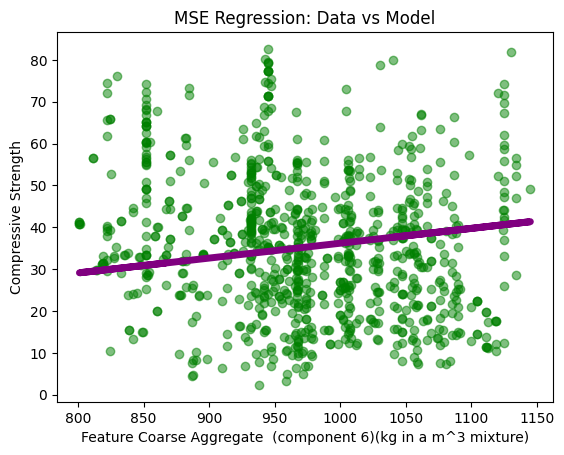 MSE Regression: Data vs Model
Compressive Strength
80
70
60
50
40
30
20
10
0
800 850 900 950 1000 1050 1100 1150
Feature Coarse Aggregate  (component 6)(kg in a m^3 mixture)